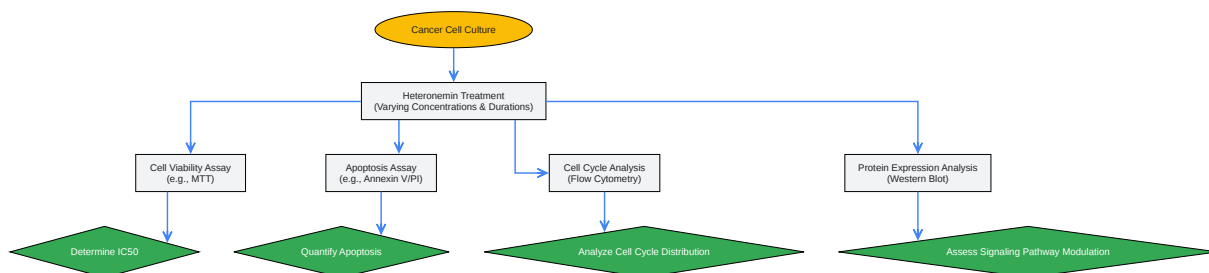 Cancer Cell Culture
Heteronemin Treatment
(Varying Concentrations & Durations)
Cell Viability Assay
(e.g., MTT)
Apoptosis Assay
(e.g., Annexin V/PI)
Cell Cycle Analysis
(Flow Cytometry)
Protein Expression Analysis
(Western Blot)
Determine IC50
Quantify Apoptosis
Analyze Cell Cycle Distribution
Assess Signaling Pathway Modulation